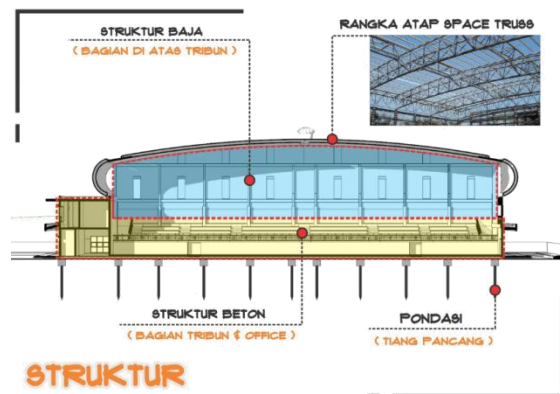 STRUKTUR BAJA
( BAGIAN DI ATAS TRIBUN )
RANGKA ATAP SPACE TRUSS
STRUKTUR BETON
( BAGIAN TRIBUN & OFFICE )
PONDASI
( TIANG PANCANG )
STRUKTUR